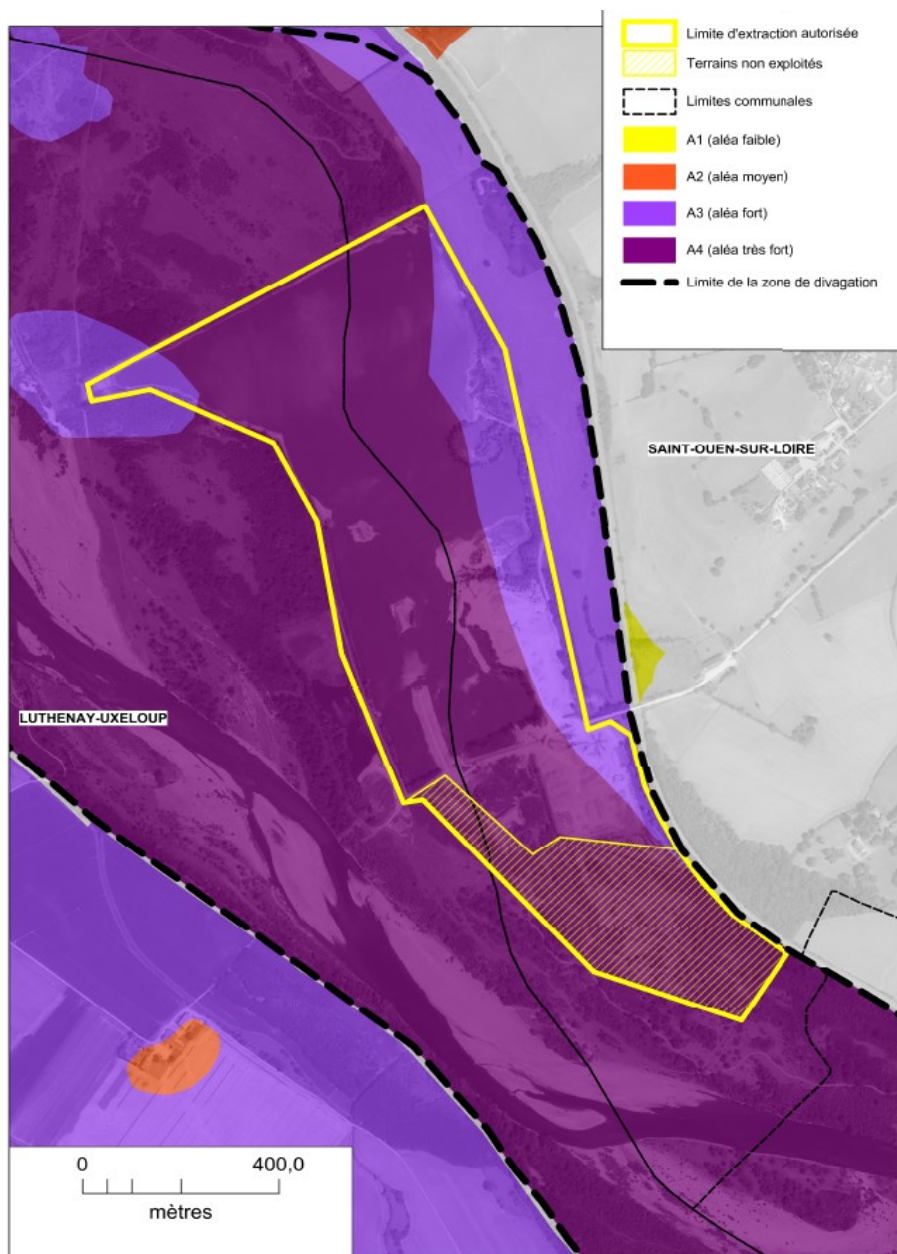 Limite d'extraction autorisée
Terrains non exploités
Limites communales
A1 (aléa faible)
A2 (aléa moyen)
A3 (aléa fort)
A4 (aléa très fort)
Limite de la zone de divagation
SAINT-OUEN-SUR-LOIRE
LUTHENAY-UXELOUP
0 400,0
mètres